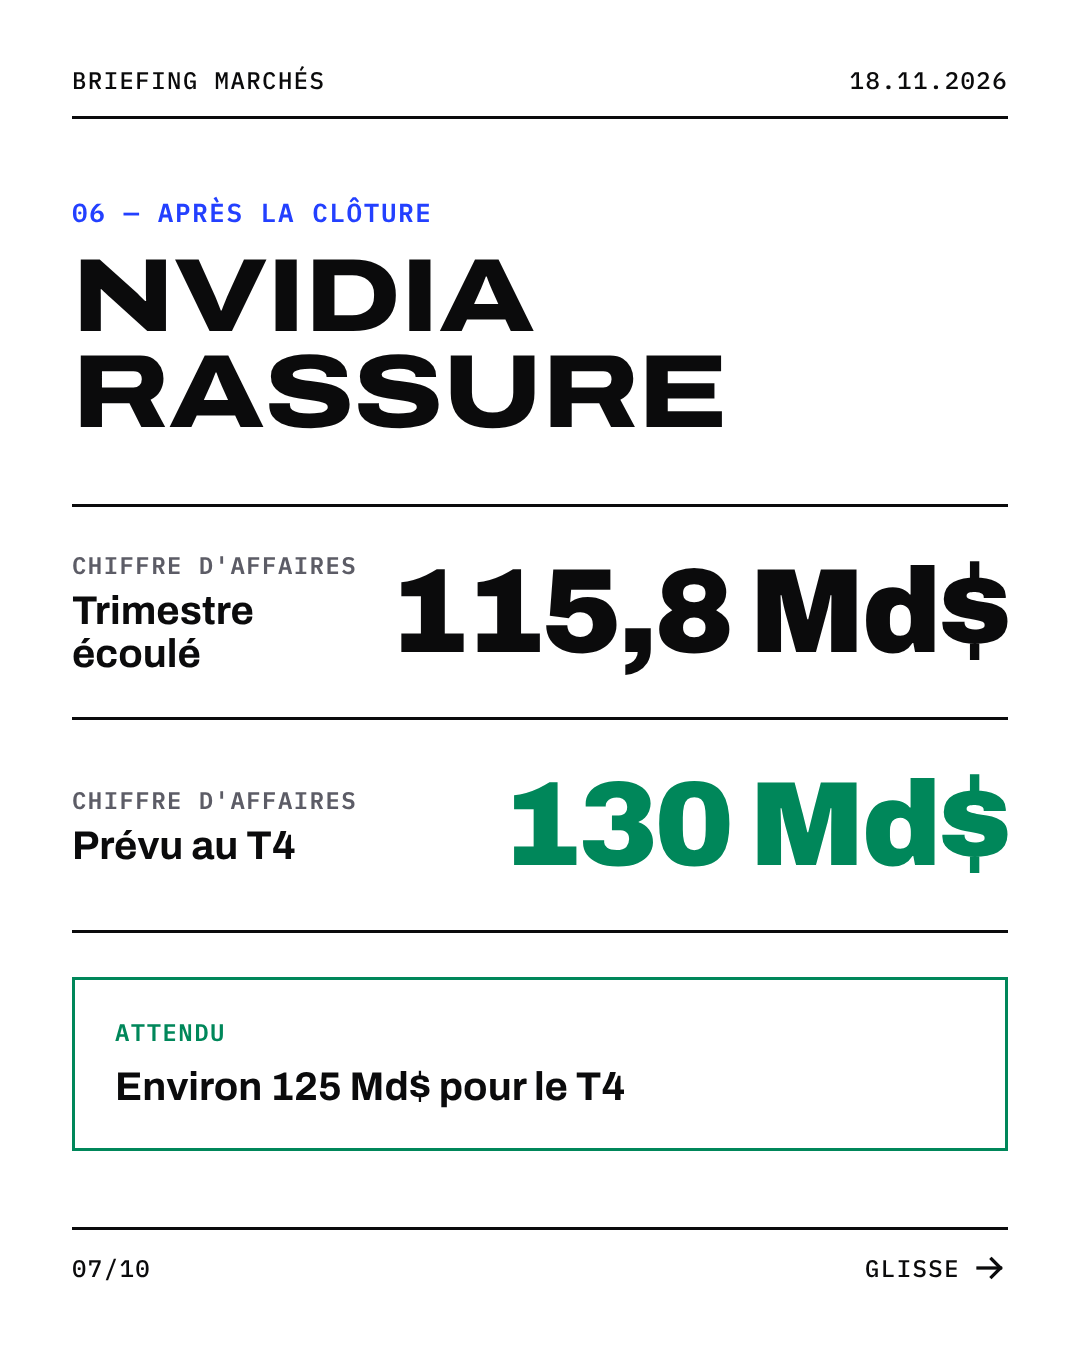 BRIEFING MARCHÉS
18.11.2026
06 — APRÈS LA CLÔTURE
NVIDIA
RASSURE
CHIFFRE D'AFFAIRES
Trimestre
écoulé
115,8 Md$
CHIFFRE D'AFFAIRES
Prévu au T4
130 Md$
ATTENDU
Environ 125 Md$ pour le T4
07/10
GLISSE →